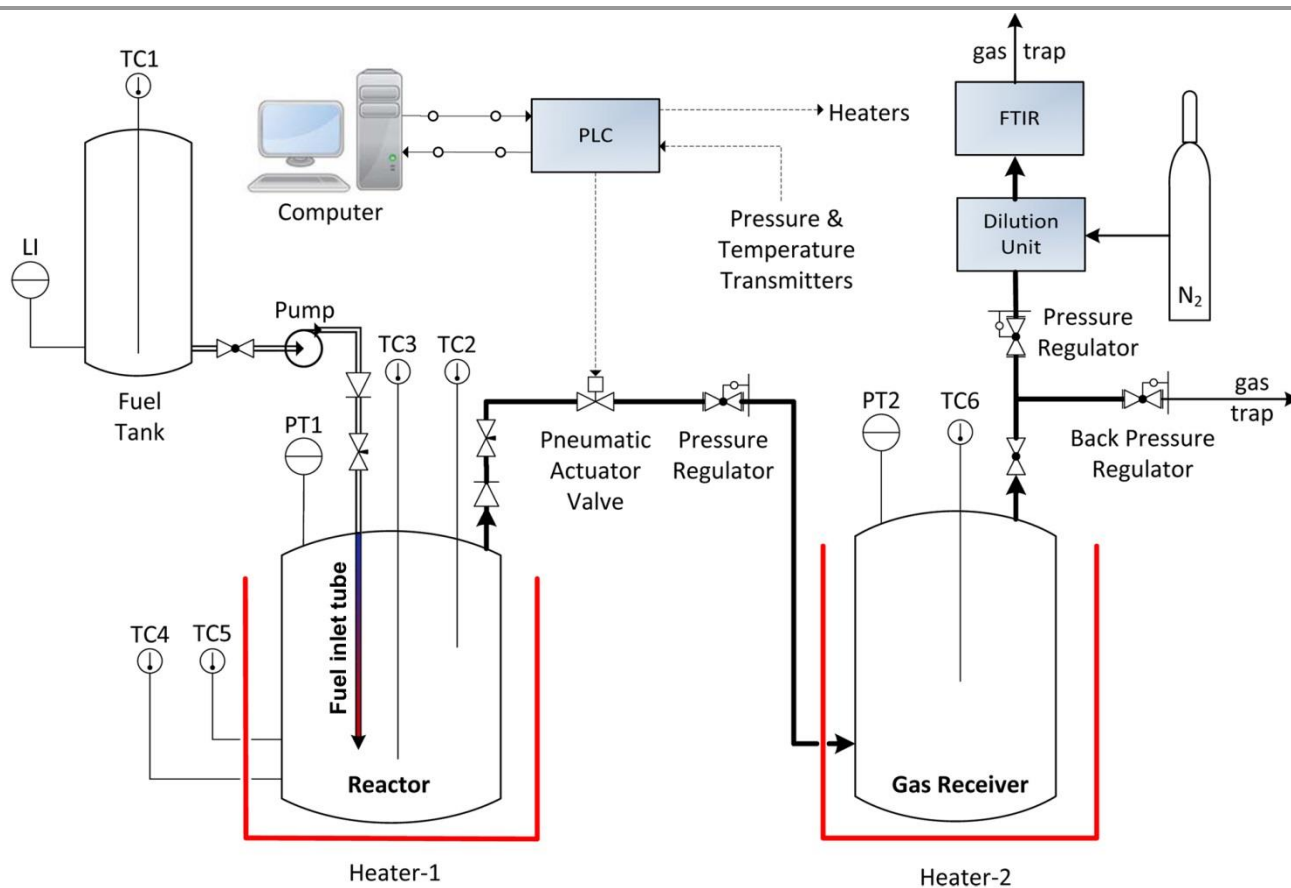 TC1
gas trap
FTIR
PLC
Heaters
Computer
Dilution
Unit
Pressure &
Temperature
Transmitters
LI
N₂
Pump
Pressure
Regulator
TC3
TC2
Fuel
Tank
PT1
PT2
TC6
gas
trap
Pneumatic
Actuator
Valve
Pressure
Regulator
Back Pressure
Regulator
Fuel inlet tube
TC4
TC5
Reactor
Gas Receiver
Heater-1
Heater-2